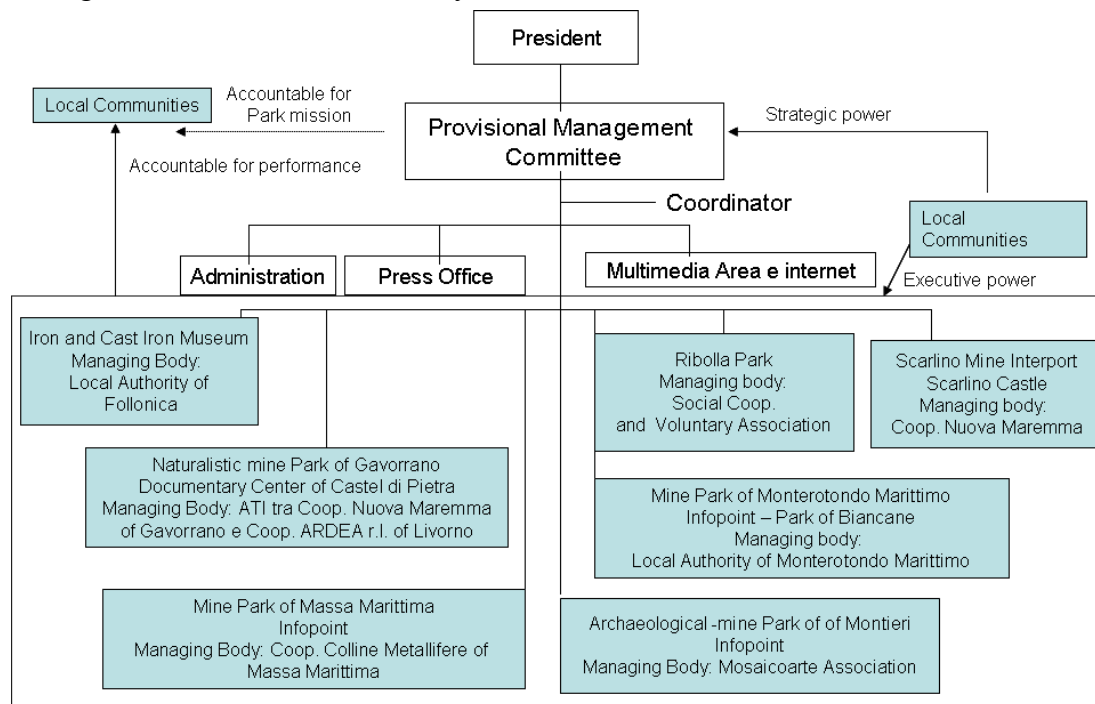 President
Local Communities
Accountable for
Park mission
Provisional Management
Committee
Strategic power
Accountable for performance
Coordinator
Local
Communities
Administration
Press Office
Multimedia Area e internet
Executive power
Iron and Cast Iron Museum
Managing Body:
Local Authority of
Follonica
Ribolla Park
Managing body:
Social Coop.
and Voluntary Association
Scarlino Mine Interport
Scarlino Castle
Managing body:
Coop. Nuova Maremma
Naturalistic mine Park of Gavorrano
Documentary Center of Castel di Pietra
Managing Body: ATI tra Coop. Nuova Maremma
of Gavorrano e Coop. ARDEA r.l. of Livorno
Mine Park of Monterotondo Marittimo
Infopoint – Park of Biancane
Managing body:
Local Authority of Monterotondo Marittimo
Mine Park of Massa Marittima
Infopoint
Managing Body: Coop. Colline Metallifere of
Massa Marittima
Archaeological -mine Park of of Montieri
Infopoint
Managing Body: Mosaicoarte Association